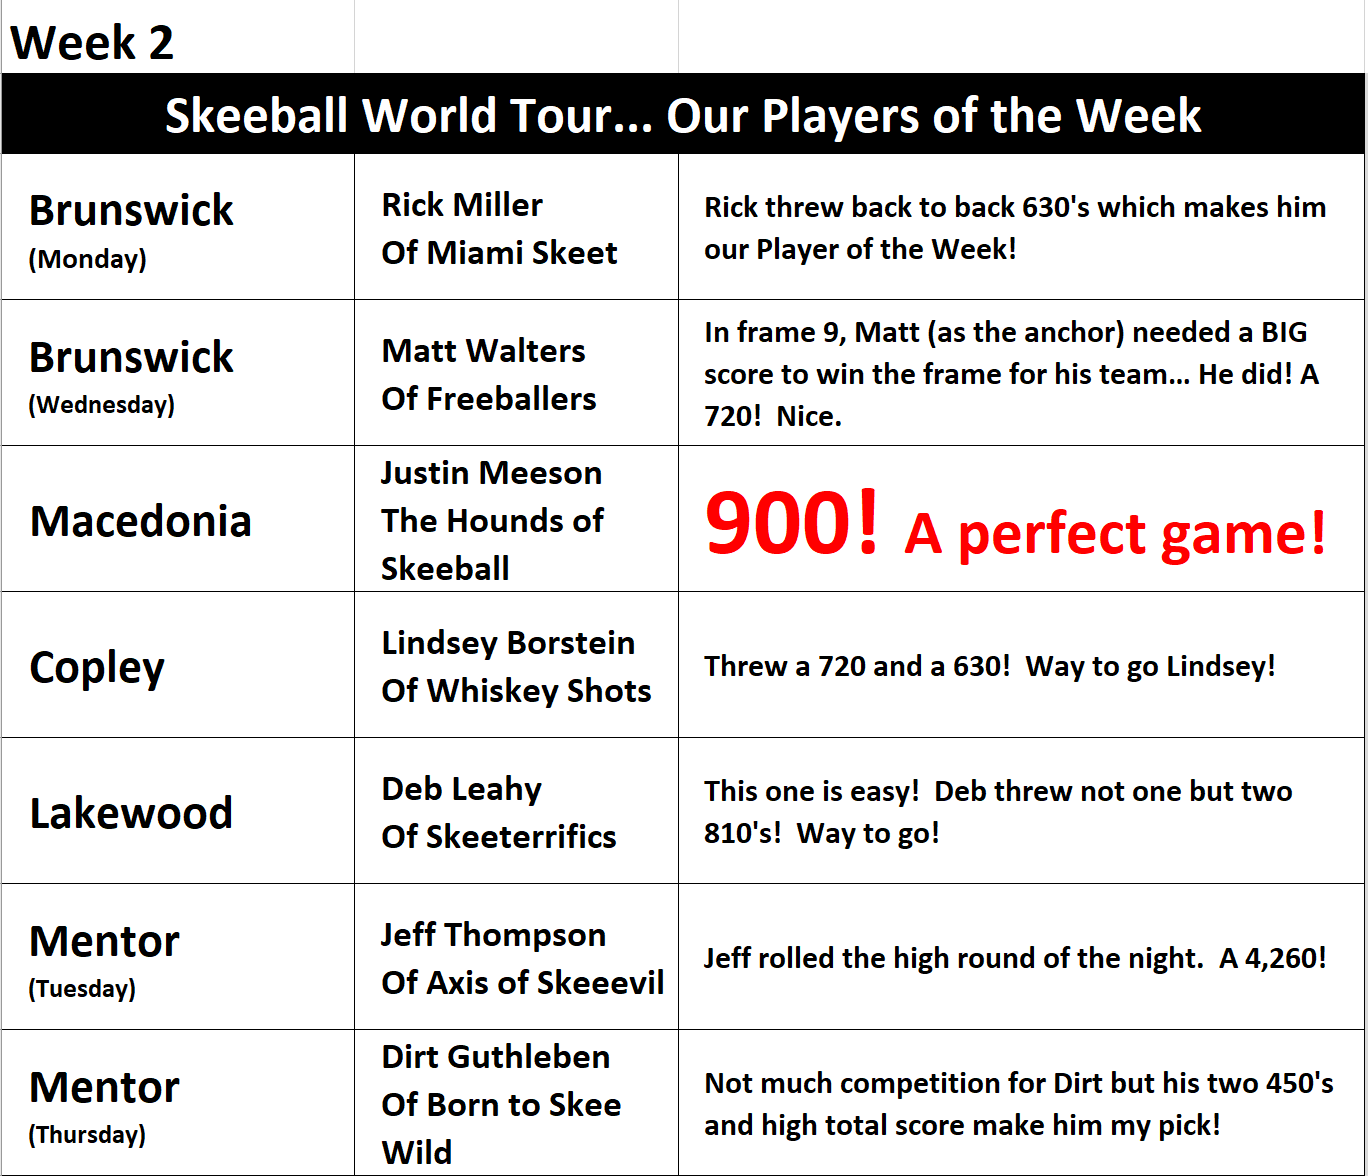 Week 2
Skeeball World Tour... Our Players of the Week
Brunswick
(Monday)
Rick Miller
Of Miami Skeet
Rick threw back to back 630's which makes him
our Player of the Week!
Brunswick
(Wednesday)
Matt Walters
Of Freeballers
In frame 9, Matt (as the anchor) needed a BIG
score to win the frame for his team... He did! A
720!  Nice.
Macedonia
Justin Meeson
The Hounds of
Skeeball
900! A perfect game!
Copley
Lindsey Borstein
Of Whiskey Shots
Threw a 720 and a 630!  Way to go Lindsey!
Lakewood
Deb Leahy
Of Skeeterrifics
This one is easy!  Deb threw not one but two
810's!  Way to go!
Mentor
(Tuesday)
Jeff Thompson
Of Axis of Skeeevil
Jeff rolled the high round of the night.  A 4,260!
Mentor
(Thursday)
Dirt Guthleben
Of Born to Skee
Wild
Not much competition for Dirt but his two 450's
and high total score make him my pick!